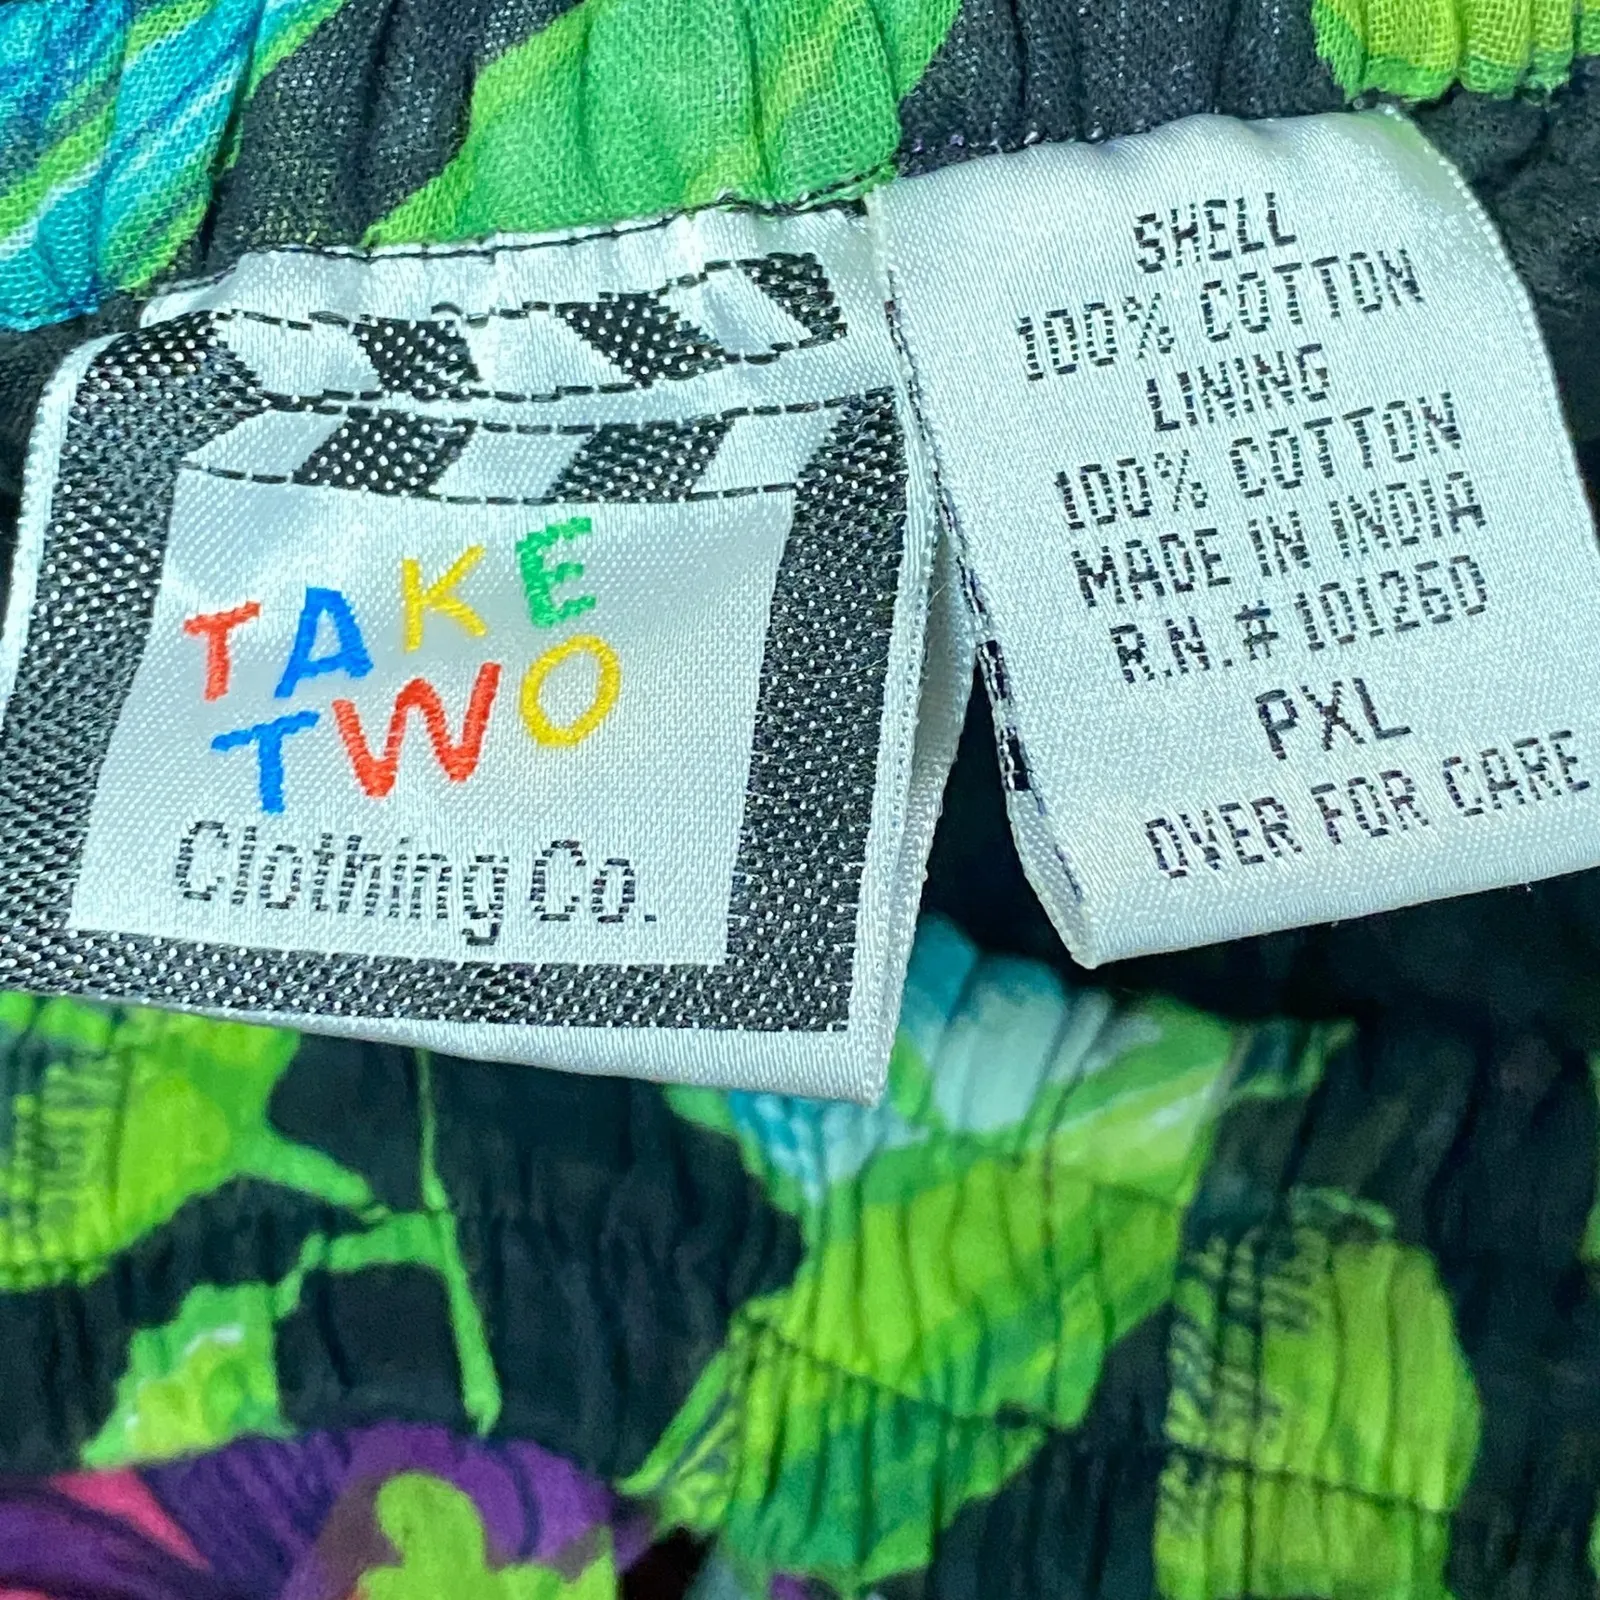 TAKE
TWO
Clothing Co.
SHELL
100% COTTON
LINING
100% COTTON
MADE IN INDIA
R.N.# 101260
PXL
OVER FOR CARE